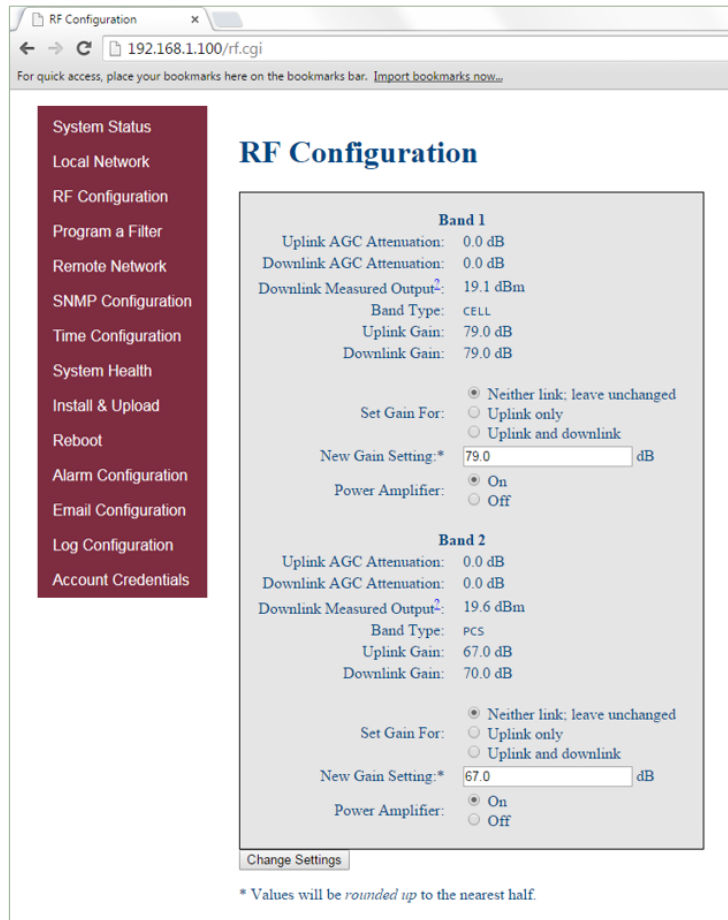 RF Configuration
192.168.1.100/rf.cgi
For quick access, place your bookmarks here on the bookmarks bar. Import bookmarks now...
System Status
Local Network
RF Configuration
Program a Filter
Remote Network
SNMP Configuration
Time Configuration
System Health
Install & Upload
Reboot
Alarm Configuration
Email Configuration
Log Configuration
Account Credentials
RF Configuration
Band 1
Uplink AGC Attenuation: 0.0 dB
Downlink AGC Attenuation: 0.0 dB
Downlink Measured Output?: 19.1 dBm
Band Type: CELL
Uplink Gain: 79.0 dB
Downlink Gain: 79.0 dB
Set Gain For:
Neither link; leave unchanged
Uplink only
Uplink and downlink
New Gain Setting:* 79.0 dB
Power Amplifier:
On
Off
Band 2
Uplink AGC Attenuation: 0.0 dB
Downlink AGC Attenuation: 0.0 dB
Downlink Measured Output?: 19.6 dBm
Band Type: PCS
Uplink Gain: 67.0 dB
Downlink Gain: 70.0 dB
Set Gain For:
Neither link; leave unchanged
Uplink only
Uplink and downlink
New Gain Setting:* 67.0 dB
Power Amplifier:
On
Off
Change Settings
* Values will be rounded up to the nearest half.